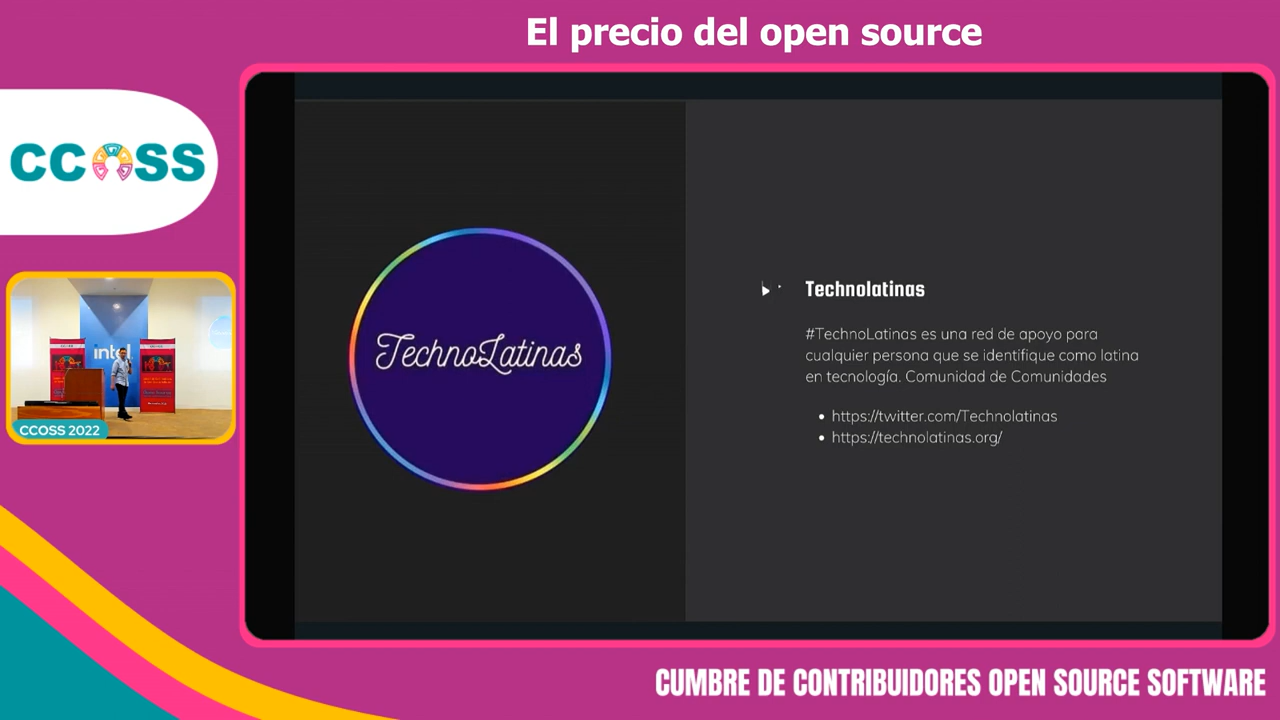 El precio del open source
CCOSS
intel
CCOSS 2022
TechnoLatinas
Technolatinas
#TechnoLatinas es una red de apoyo para
cualquier persona que se identifique como latina
en tecnología. Comunidad de Comunidades
• https://twitter.com/Technolatinas
• https://technolatinas.org/
CUMBRE DE CONTRIBUIDORES OPEN SOURCE SOFTWARE